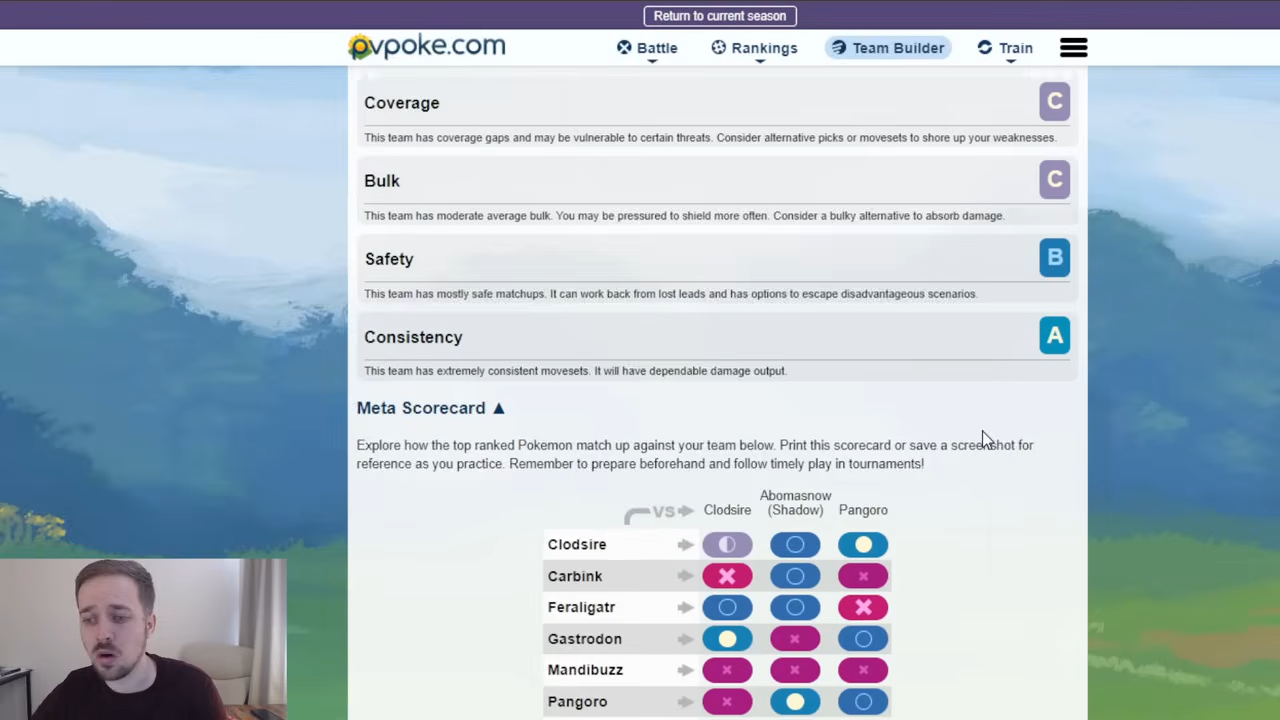 Return to current season
pvpoke.com
Battle
Rankings
Team Builder
Train
Coverage
C
This team has coverage gaps and may be vulnerable to certain threats. Consider alternative picks or movesets to shore up your weaknesses.
Bulk
C
This team has moderate average bulk. You may be pressured to shield more often. Consider a bulky alternative to absorb damage.
Safety
B
This team has mostly safe matchups. It can work back from lost leads and has options to escape disadvantageous scenarios.
Consistency
A
This team has extremely consistent movesets. It will have dependable damage output.
Meta Scorecard ▲
Explore how the top ranked Pokemon match up against your team below. Print this scorecard or save a screenshot for
reference as you practice. Remember to prepare beforehand and follow timely play in tournaments!
VS
Clodsire
Abomasnow
(Shadow)
Pangoro
Clodsire
Carbink
Feraligatr
Gastrodon
Mandibuzz
Pangoro